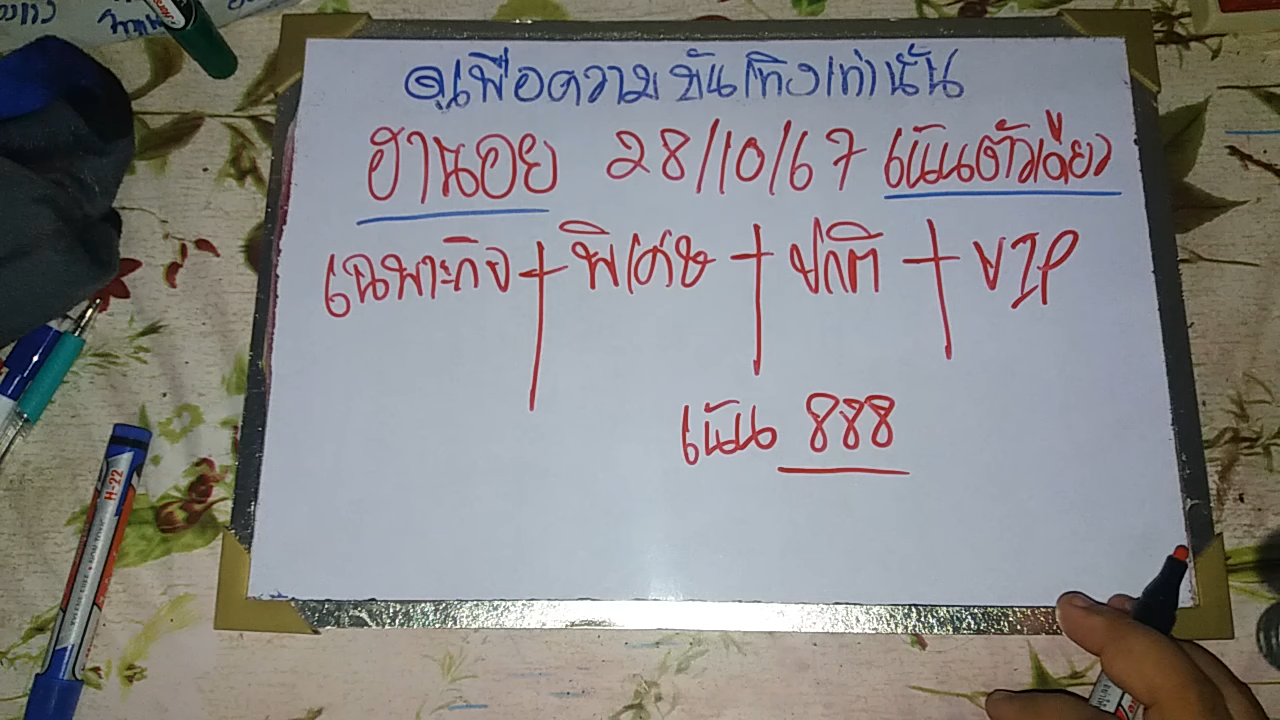 ดูเพื่อความบันเทิงเท่านั้น
ฮานอย 28/10/67 เน้นตัวเดียว
เฉพาะกิจ + พิเศษ + ปกติ + VIP
เน้น 888
H-22